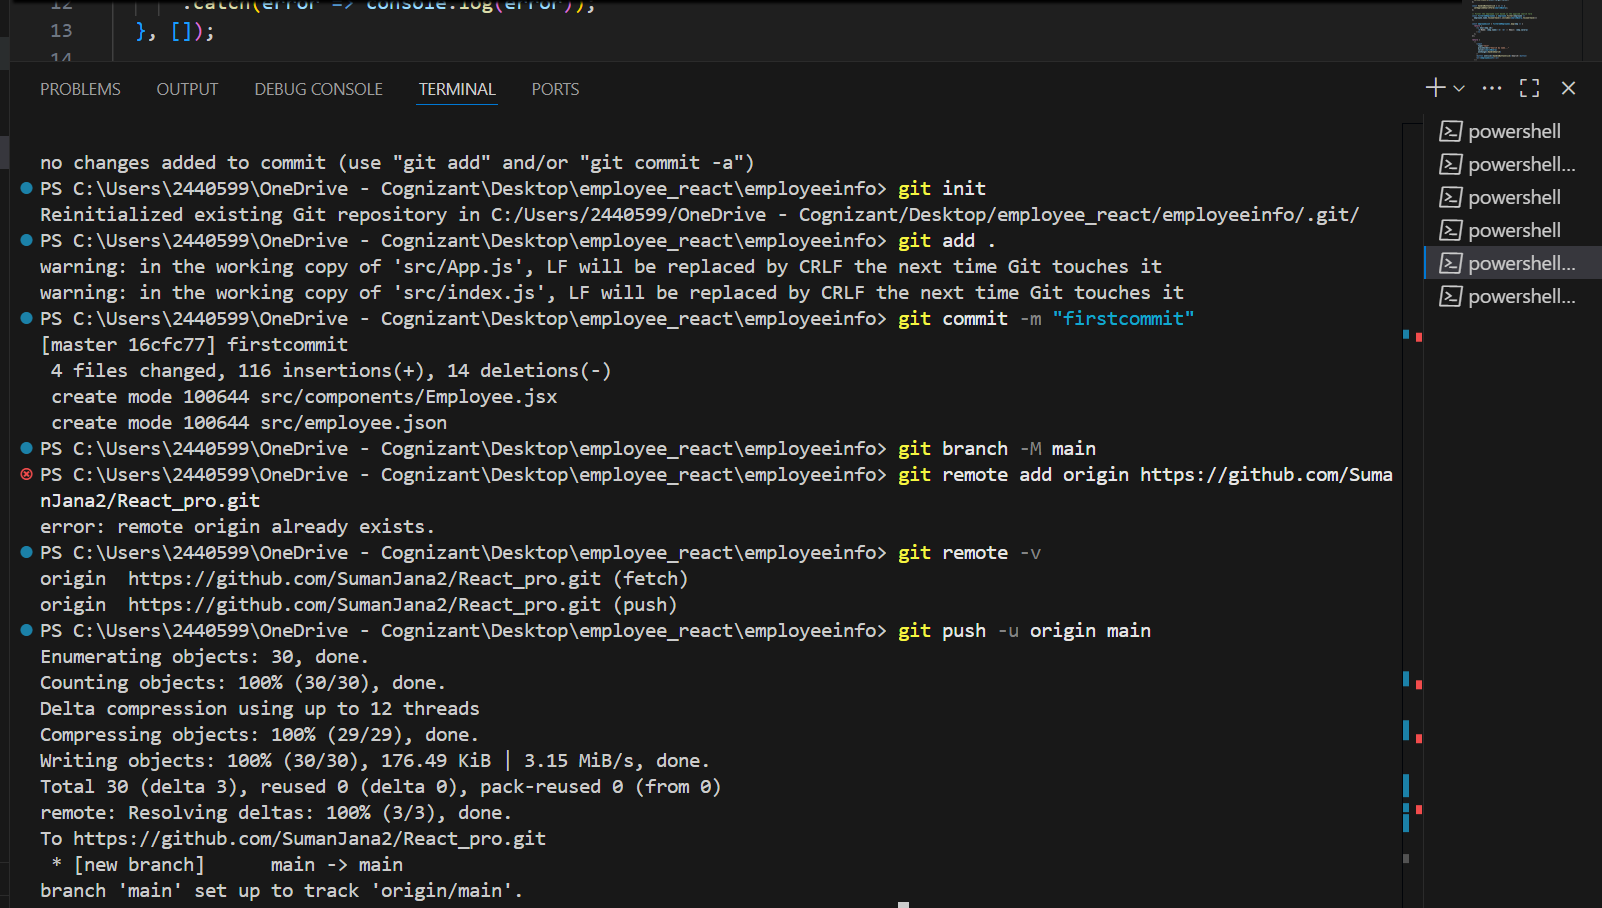 12 .catch(error => console.log(error));
13 }, []);
14
PROBLEMS OUTPUT DEBUG CONSOLE TERMINAL PORTS
no changes added to commit (use "git add" and/or "git commit -a")
PS C:\Users\2440599\OneDrive - Cognizant\Desktop\employee_react\employeeinfo> git init
Reinitialized existing Git repository in C:/Users/2440599/OneDrive - Cognizant/Desktop/employee_react/employeeinfo/.git/
PS C:\Users\2440599\OneDrive - Cognizant\Desktop\employee_react\employeeinfo> git add .
warning: in the working copy of 'src/App.js', LF will be replaced by CRLF the next time Git touches it
warning: in the working copy of 'src/index.js', LF will be replaced by CRLF the next time Git touches it
PS C:\Users\2440599\OneDrive - Cognizant\Desktop\employee_react\employeeinfo> git commit -m "firstcommit"
[master 16cfc77] firstcommit
4 files changed, 116 insertions(+), 14 deletions(-)
create mode 100644 src/components/Employee.jsx
create mode 100644 src/employee.json
PS C:\Users\2440599\OneDrive - Cognizant\Desktop\employee_react\employeeinfo> git branch -M main
PS C:\Users\2440599\OneDrive - Cognizant\Desktop\employee_react\employeeinfo> git remote add origin https://github.com/Suma
nJana2/React_pro.git
error: remote origin already exists.
PS C:\Users\2440599\OneDrive - Cognizant\Desktop\employee_react\employeeinfo> git remote -v
origin https://github.com/SumanJana2/React_pro.git (fetch)
origin https://github.com/SumanJana2/React_pro.git (push)
PS C:\Users\2440599\OneDrive - Cognizant\Desktop\employee_react\employeeinfo> git push -u origin main
Enumerating objects: 30, done.
Counting objects: 100% (30/30), done.
Delta compression using up to 12 threads
Compressing objects: 100% (29/29), done.
Writing objects: 100% (30/30), 176.49 KiB | 3.15 MiB/s, done.
Total 30 (delta 3), reused 0 (delta 0), pack-reused 0 (from 0)
remote: Resolving deltas: 100% (3/3), done.
To https://github.com/SumanJana2/React_pro.git
* [new branch] main -> main
branch 'main' set up to track 'origin/main'.
powershell
powershell...
powershell
powershell
powershell...
powershell...